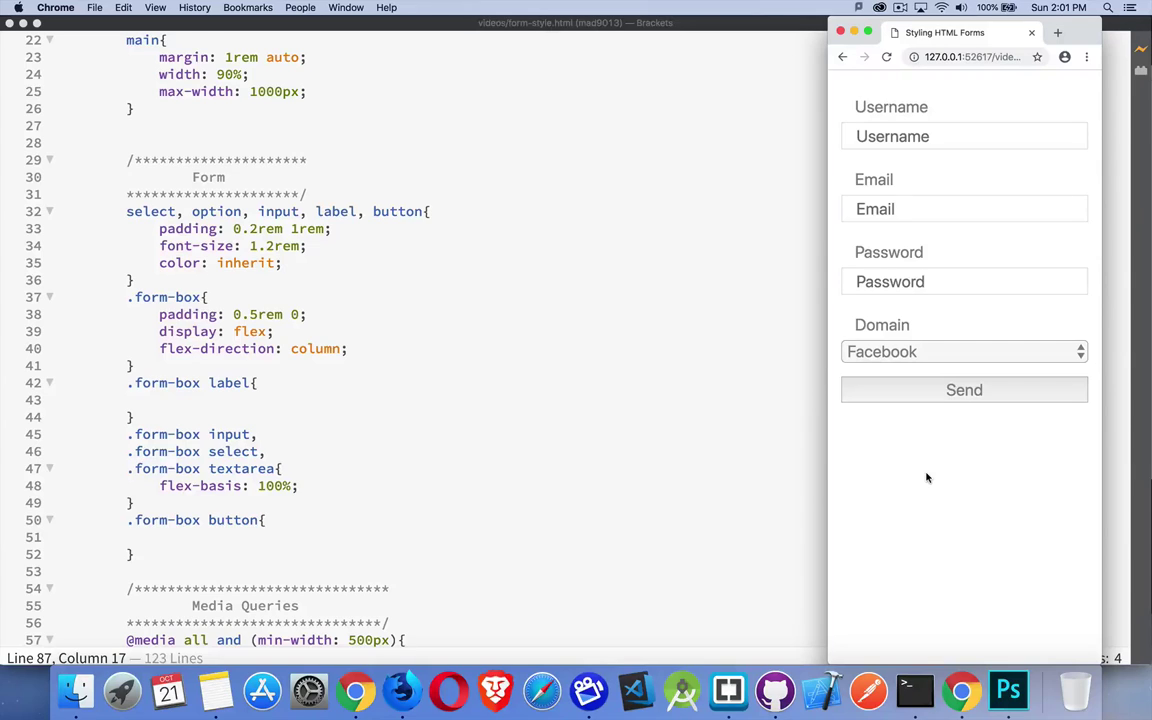 Chrome File Edit View History Bookmarks People Window Help 100% Sun 2:01 PM
videos/form-style.html (mad9013) — Brackets
22 main{
23 margin: 1rem auto;
24 width: 90%;
25 max-width: 1000px;
26 }
27
28
29 /*********************
30 Form
31 *********************/
32 select, option, input, label, button{
33 padding: 0.2rem 1rem;
34 font-size: 1.2rem;
35 color: inherit;
36 }
37 .form-box{
38 padding: 0.5rem 0;
39 display: flex;
40 flex-direction: column;
41 }
42 .form-box label{
43
44 }
45 .form-box input,
46 .form-box select,
47 .form-box textarea{
48 flex-basis: 100%;
49 }
50 .form-box button{
51
52 }
53
54 /*******************************
55 Media Queries
56 *******************************/
57 @media all and (min-width: 500px){
Line 87, Column 17 — 123 Lines
s: 4
Styling HTML Forms
127.0.0.1:52617/vide...
Username
Username
Email
Email
Password
Password
Domain
Facebook
Send
OCT
21
Ps